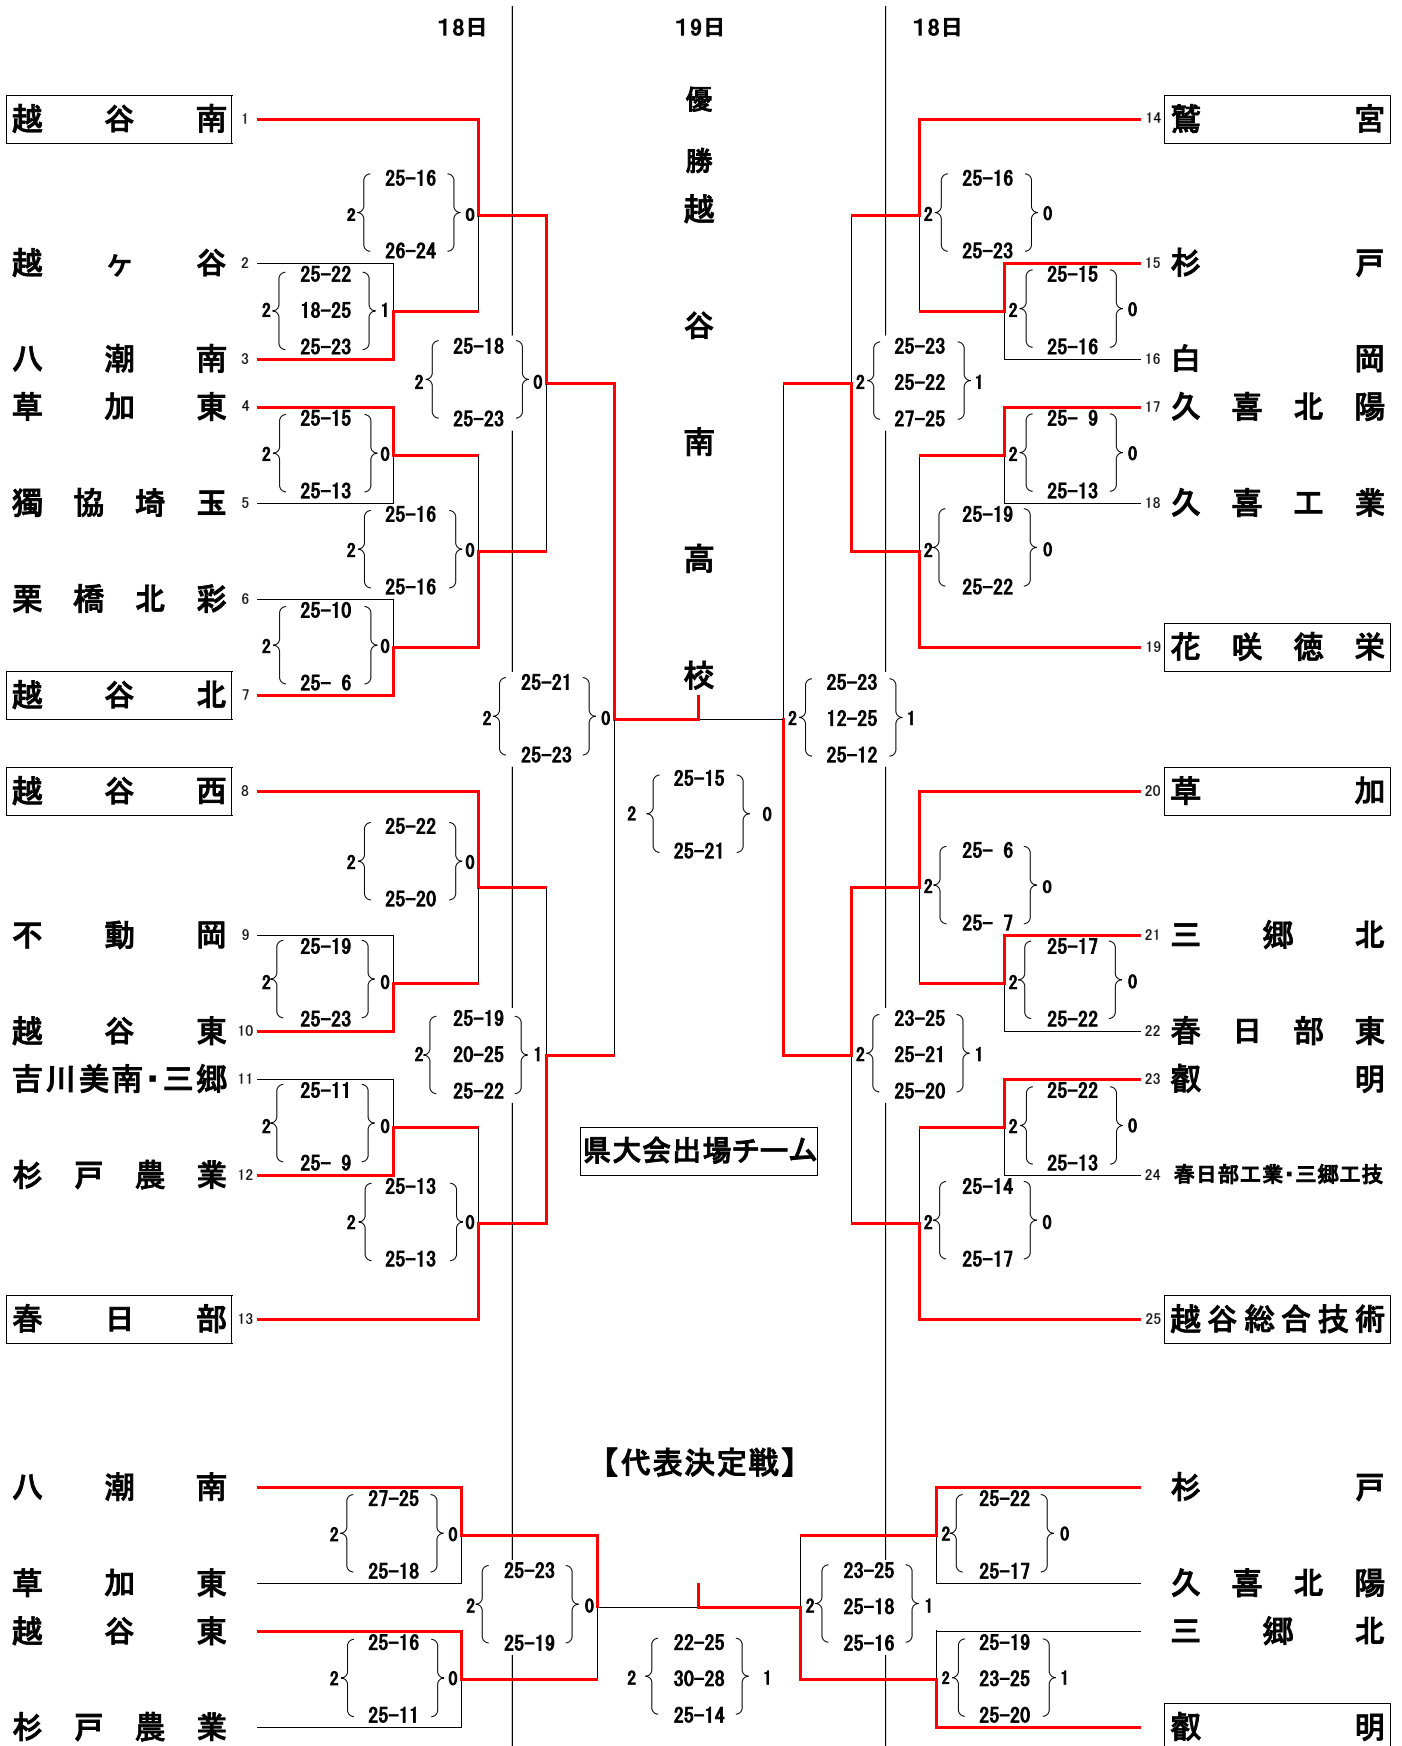 18日 19日 18日
優勝 越谷南高校
越谷南 1
25-16
2 0
26-24
越ヶ谷 2
25-22
2 18-25 1
25-23
八潮南 3
25-18
2 0
25-23
草加東 4
25-15
2 0
25-13
獨協埼玉 5
25-16
2 0
25-16
栗橋北彩 6
25-10
2 0
25- 6
越谷北 7
25-21
2 0
25-23
越谷西 8
25-22
2 0
25-20
不動岡 9
25-19
2 0
25-23
越谷東 10
25-19
2 20-25 1
25-22
吉川美南・三郷 11
25-11
2 0
25- 9
杉戸農業 12
25-13
2 0
25-13
春日部 13
25-15
2 0
25-21
14 鷲宮
25-16
2 0
25-23
15 杉戸
25-15
2 0
25-16
16 白岡
25-23
2 25-22 1
27-25
17 久喜北陽
25- 9
2 0
25-13
18 久喜工業
25-19
2 0
25-22
19 花咲徳栄
25-23
2 12-25 1
25-12
20 草加
25- 6
2 0
25- 7
21 三郷北
25-17
2 0
25-22
22 春日部東
23-25
2 25-21 1
25-20
23 叡明
25-22
2 0
25-13
24 春日部工業・三郷工技
25-14
2 0
25-17
25 越谷総合技術
県大会出場チーム
【代表決定戦】
八潮南
27-25
2 0
25-18
草加東
25-23
2 0
25-19
越谷東
25-16
2 0
25-11
杉戸農業
22-25
2 30-28 1
25-14
杉戸
25-22
2 0
25-17
久喜北陽
23-25
2 25-18 1
25-16
三郷北
25-19
2 23-25 1
25-20
叡明